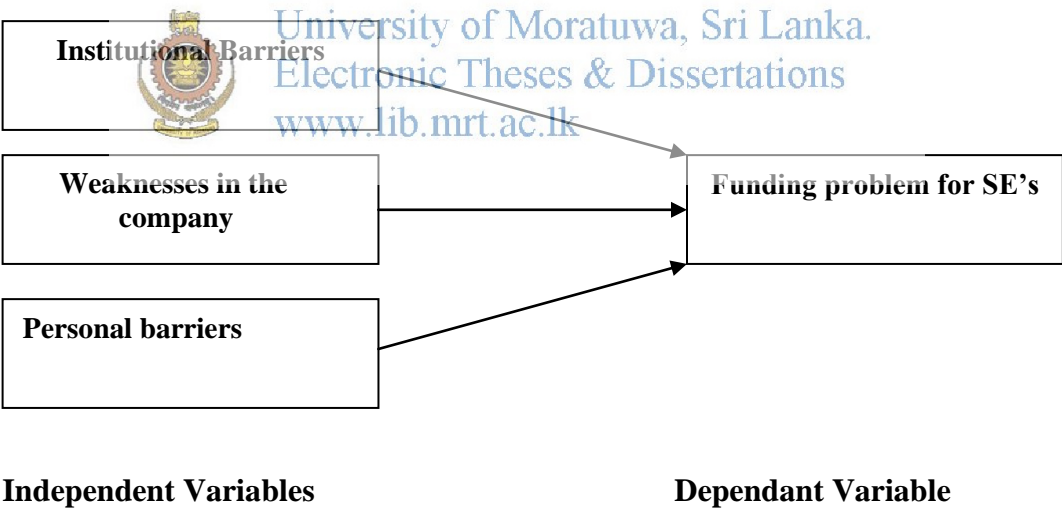 University of Moratuwa, Sri Lanka.
Electronic Theses & Dissertations
www.lib.mrt.ac.lk
Institutional Barriers
Weaknesses in the
company
Funding problem for SE’s
Personal barriers
Independent Variables
Dependant Variable